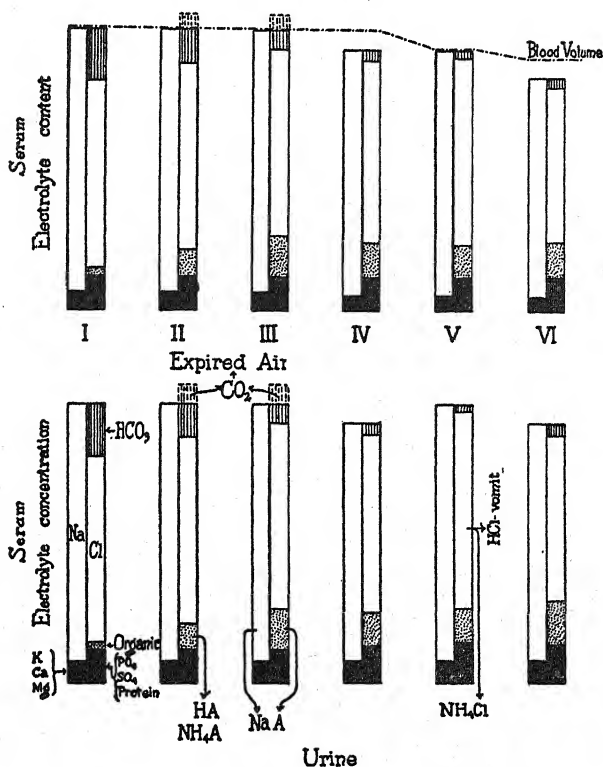 Blood Volume
Serum
Electrolyte content
I II III IV V VI
Expired Air
CO2
HCO3
Serum
Electrolyte concentration
Na
Cl
Organic
K
Ca
Mg
PO4
SO4
Protein
HCl-vomit
HA
NH4A
NaA
NH4Cl
Urine